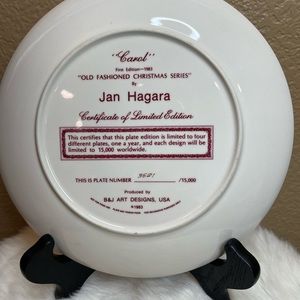 "Carol"
First Edition—1983
"OLD FASHIONED CHRISTMAS SERIES"
By
Jan Hagara
Certificate of Limited Edition
This certifies that this plate edition is limited to four
different plates, one a year, and each design will be
limited to 15,000 worldwide.
THIS IS PLATE NUMBER 3521 /15,000
Produced by
B&J ART DESIGNS, USA
©1983